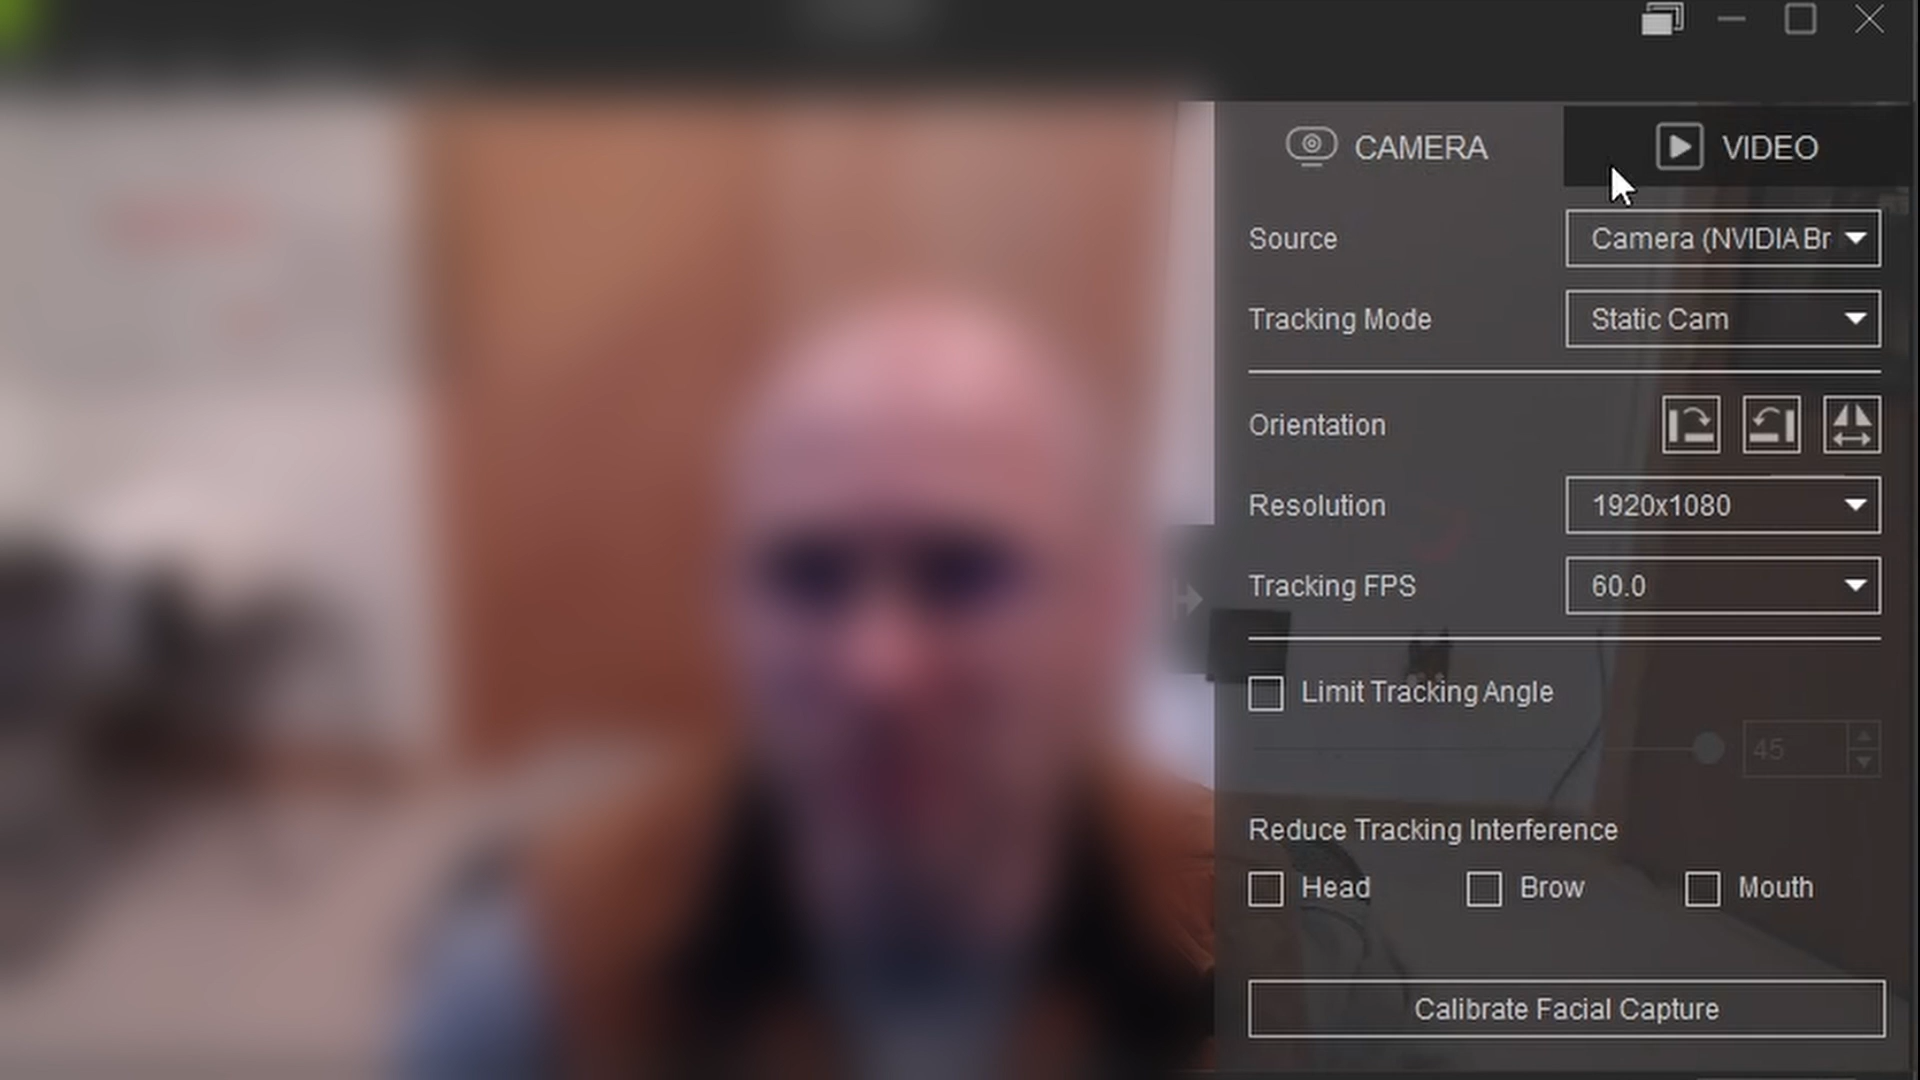 CAMERA VIDEO
Source Camera (NVIDIA Br
Tracking Mode Static Cam
Orientation
Resolution 1920x1080
Tracking FPS 60.0
Limit Tracking Angle
45
Reduce Tracking Interference
Head Brow Mouth
Calibrate Facial Capture